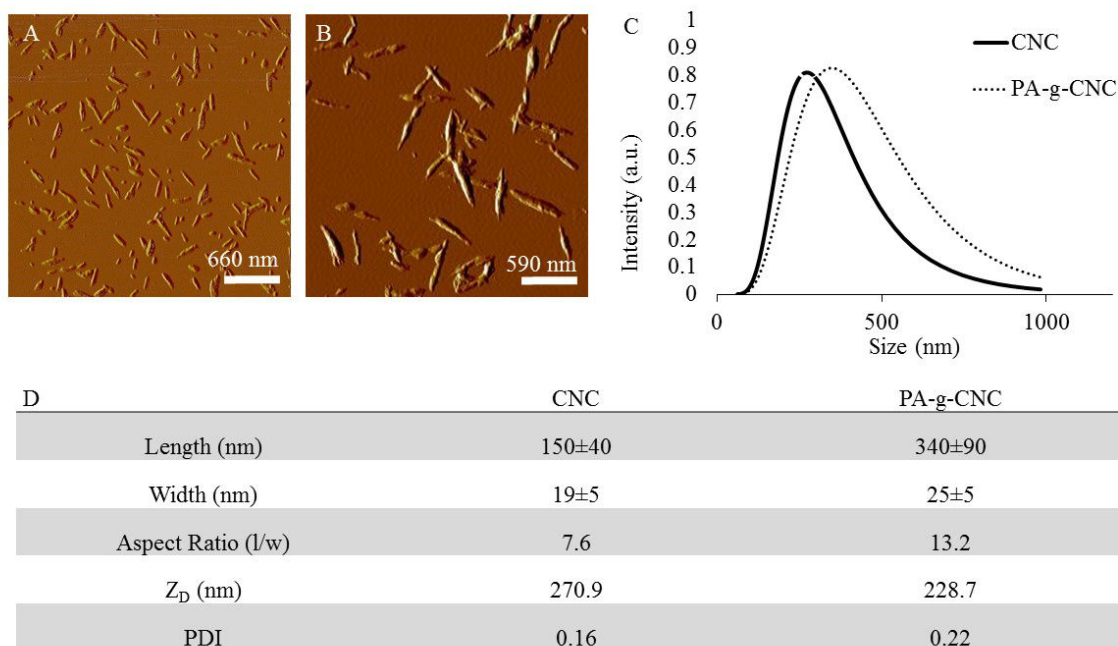 A
660 nm
B
590 nm
C
CNC
PA-g-CNC
Intensity (a.u.)
1
0.9
0.8
0.7
0.6
0.5
0.4
0.3
0.2
0.1
0
0 500 1000
Size (nm)
D CNC PA-g-CNC
Length (nm) 150±40 340±90
Width (nm) 19±5 25±5
Aspect Ratio (l/w) 7.6 13.2
Z_D (nm) 270.9 228.7
PDI 0.16 0.22